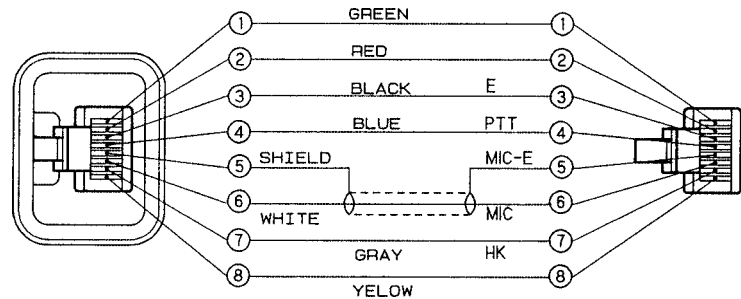 1 GREEN 1
2 RED 2
3 BLACK E 3
4 BLUE PTT 4
5 SHIELD MIC-E 5
6 WHITE MIC 6
7 GRAY HK 7
8 YELOW 8